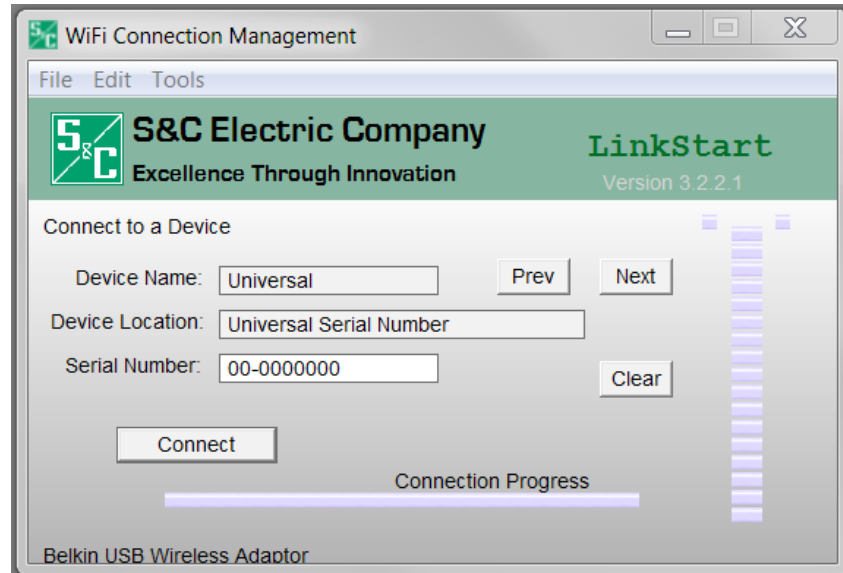 S&C WiFi Connection Management
File Edit Tools
S&C S&C Electric Company
Excellence Through Innovation
LinkStart
Version 3.2.2.1
Connect to a Device
Device Name: Universal Prev Next
Device Location: Universal Serial Number
Serial Number: 00-0000000
Clear
Connect
Connection Progress
Belkin USB Wireless Adaptor